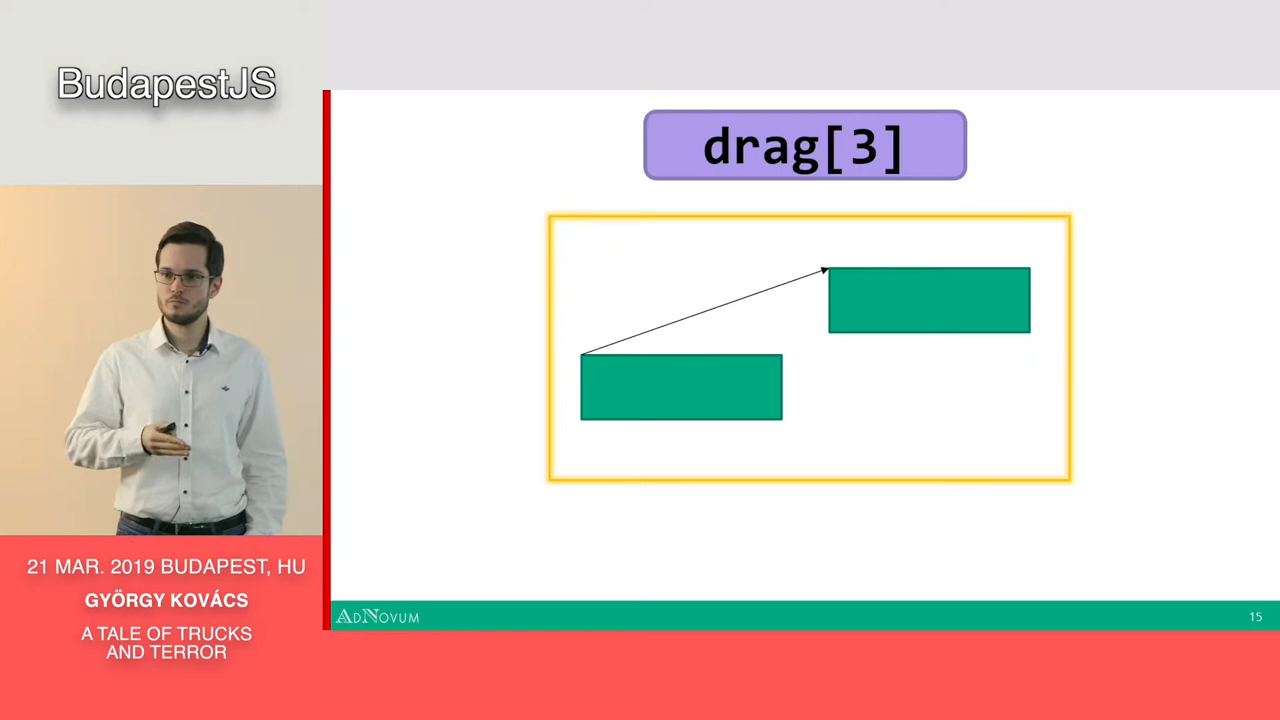 BudapestJS
drag[3]
21 MAR. 2019 BUDAPEST, HU
GYÖRGY KOVÁCS
A TALE OF TRUCKS
AND TERROR
ADNOVUM
15